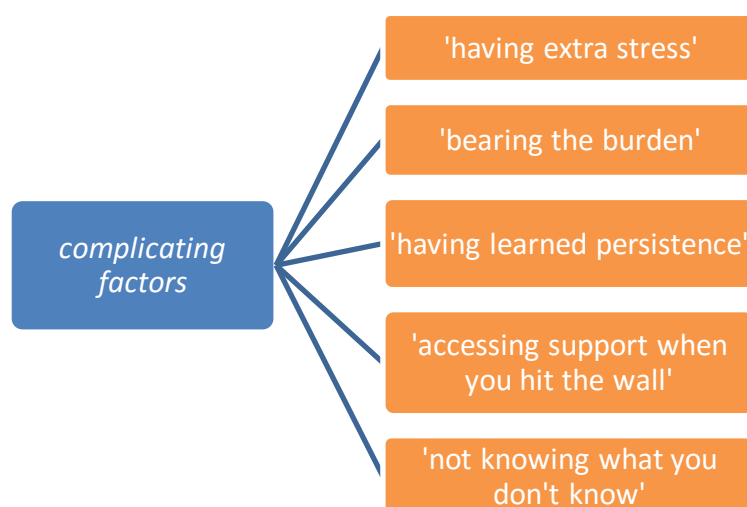 complicating
factors
'having extra stress'
'bearing the burden'
'having learned persistence'
'accessing support when
you hit the wall'
'not knowing what you
don't know'